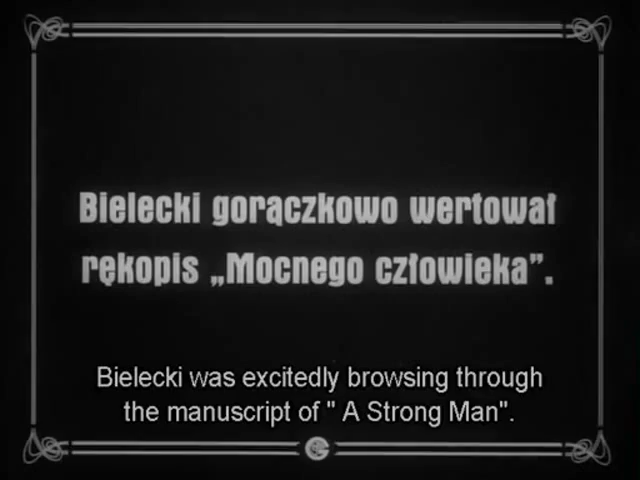 Bielecki gorączkowo wertował
rękopis „Mocnego człowieka”.
Bielecki was excitedly browsing through
the manuscript of " A Strong Man".